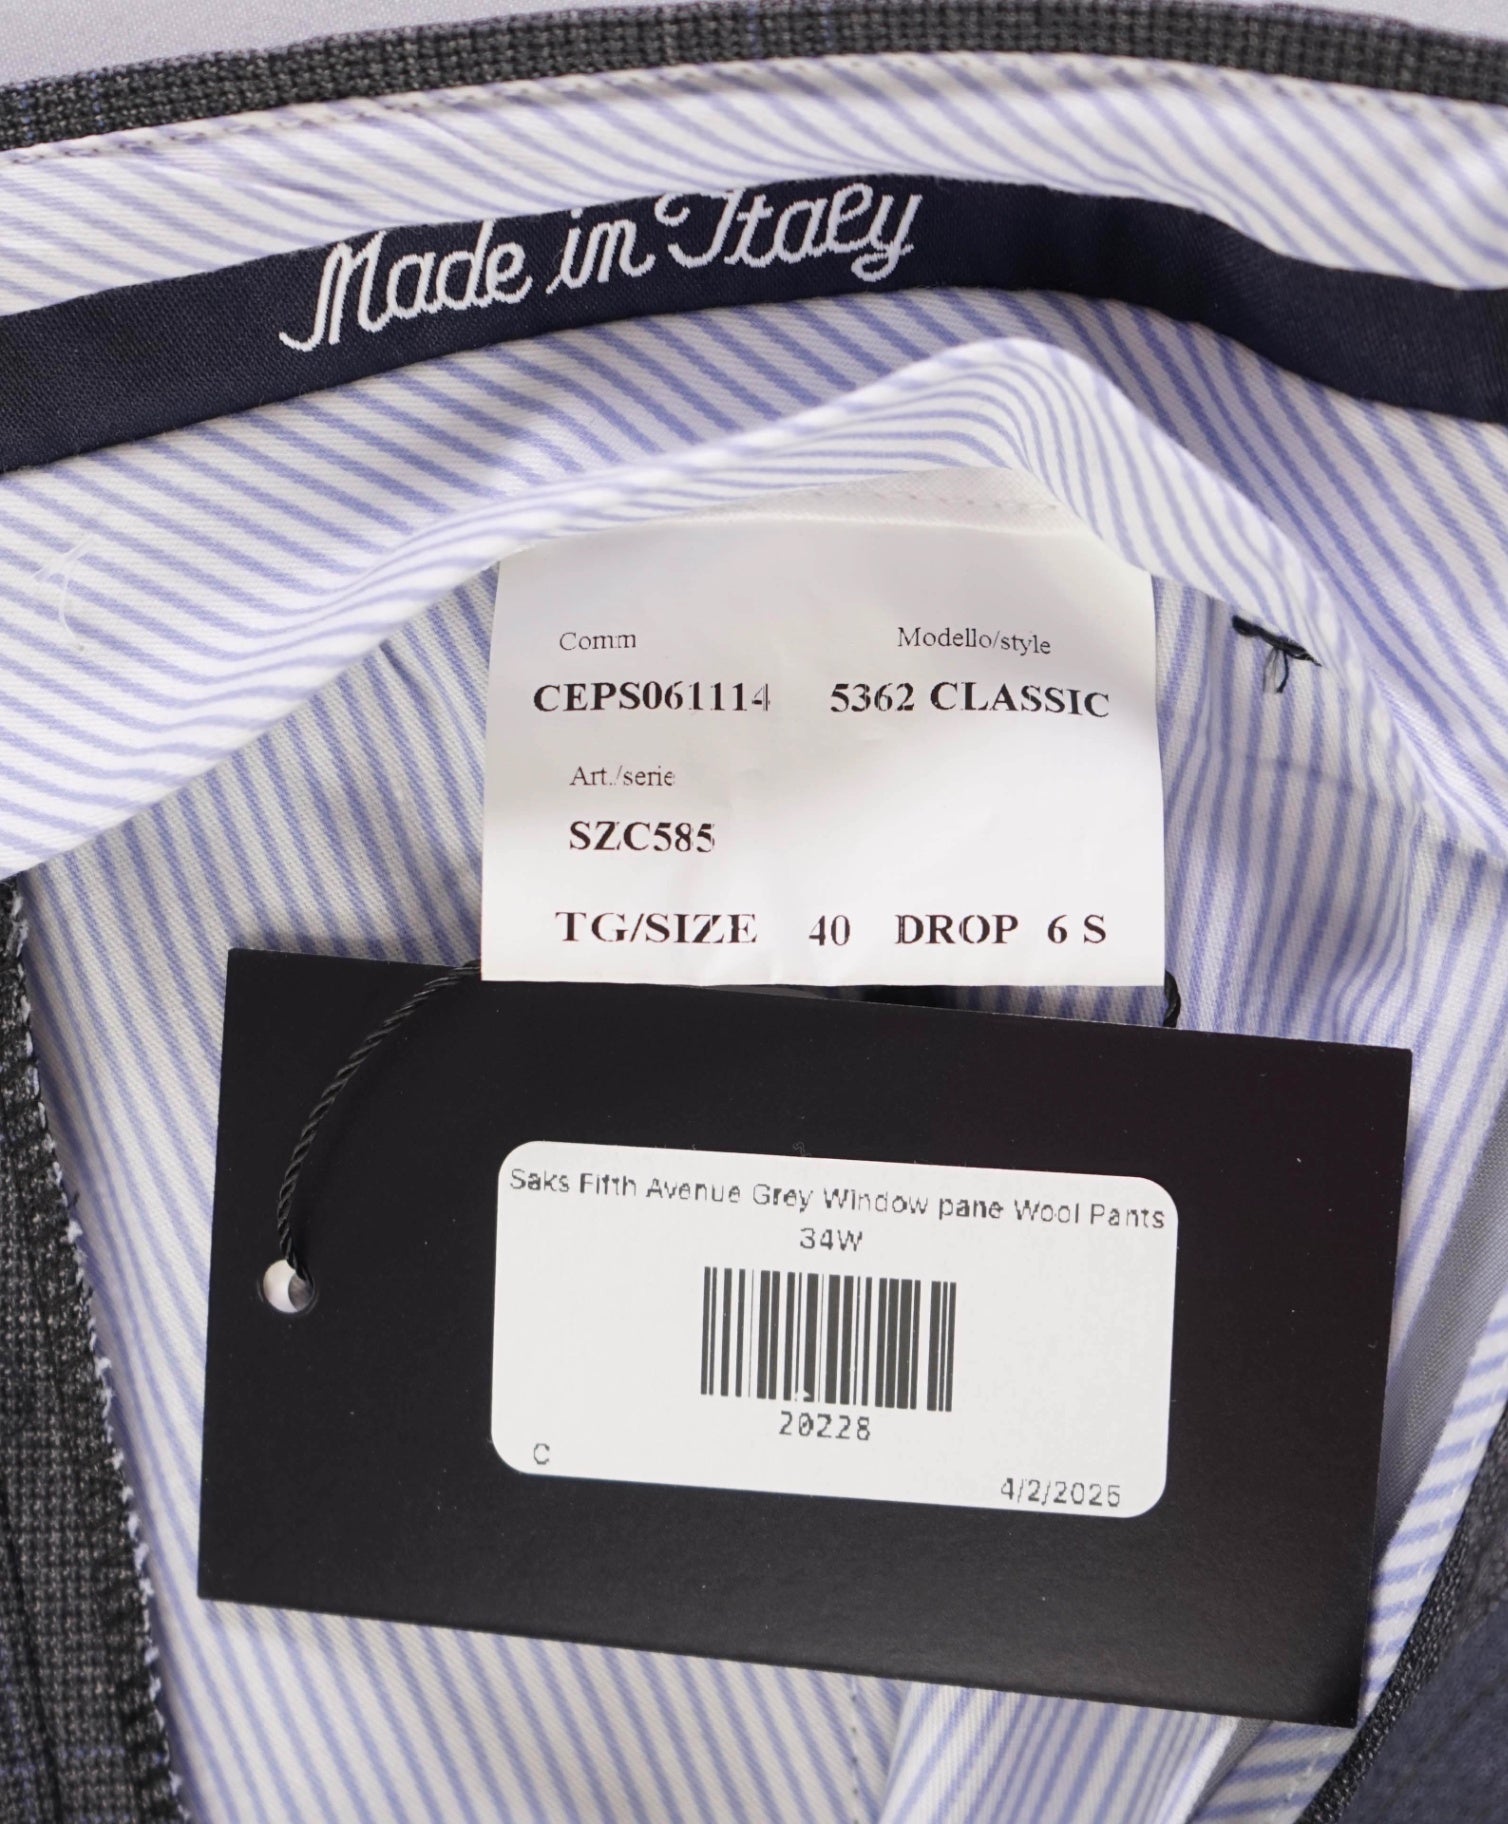 Made in Italy
Comm Modello/style
CEPS061114 5362 CLASSIC
Art./serie
SZC585
TG/SIZE 40 DROP 6 S
Saks Fifth Avenue Grey Window pane Wool Pants
34W
20228
C
4/2/2025